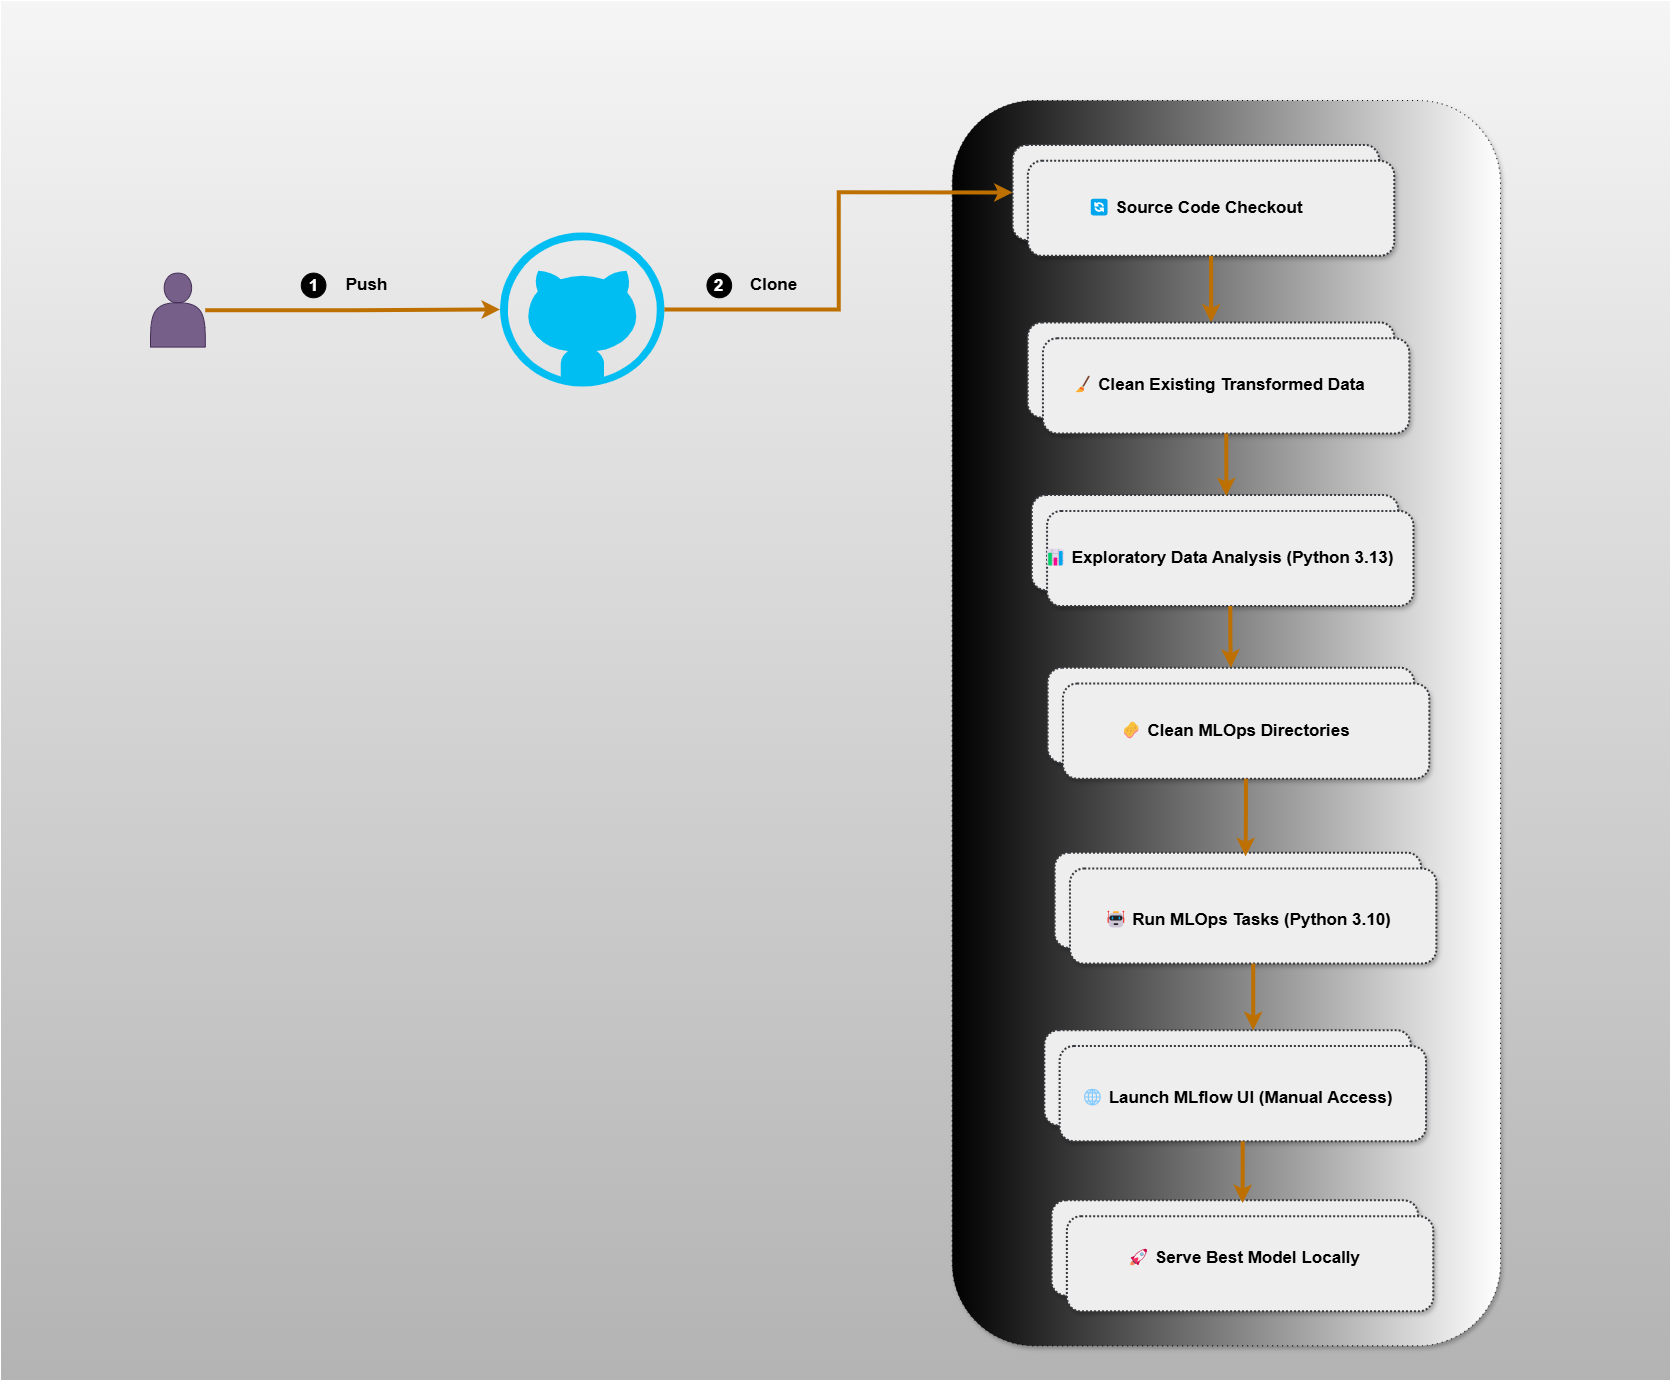 1 Push
2 Clone
Source Code Checkout
Clean Existing Transformed Data
Exploratory Data Analysis (Python 3.13)
Clean MLOps Directories
Run MLOps Tasks (Python 3.10)
Launch MLflow UI (Manual Access)
Serve Best Model Locally